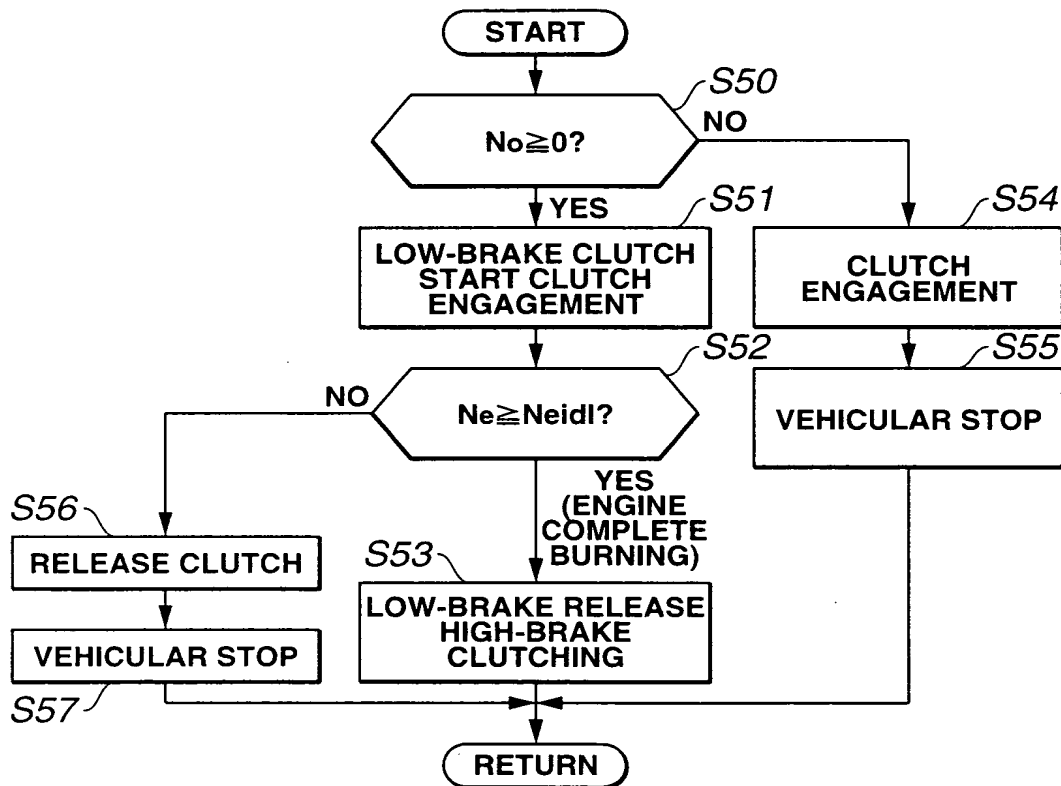 START
S50
No≧0?
NO
YES
S51
S54
LOW-BRAKE CLUTCH
START CLUTCH
ENGAGEMENT
CLUTCH
ENGAGEMENT
S52
S55
NO
Ne≧Neidl?
VEHICULAR STOP
YES
(ENGINE
COMPLETE
BURNING)
S56
S53
RELEASE CLUTCH
LOW-BRAKE RELEASE
HIGH-BRAKE
CLUTCHING
VEHICULAR STOP
S57
RETURN